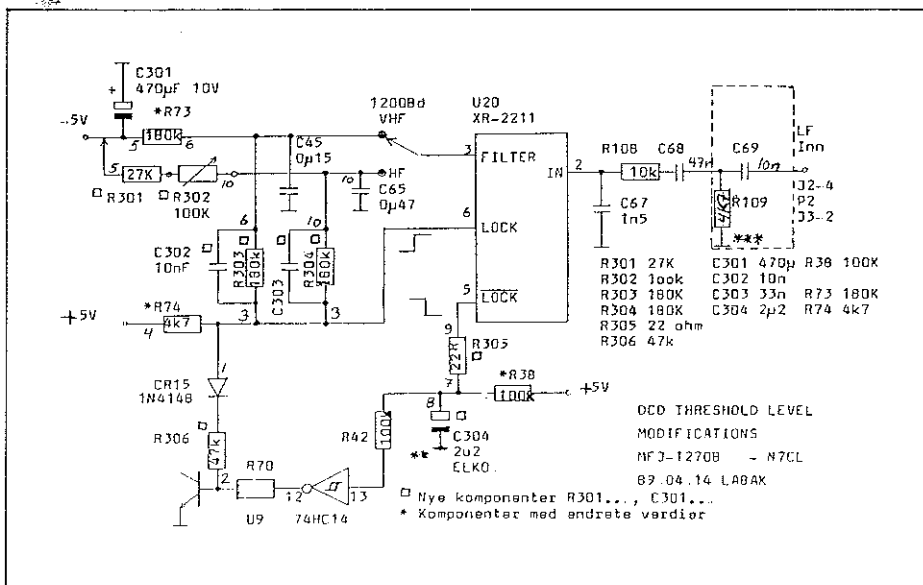 C301
470µF 10V
+
-5V
*R73
180k
5
6
1200Bd
VHF
U20
XR-2211
C45
0µ15
3
FILTER
IN
2
R108
10k
C68
47n
C69
10n
LF
Inn
J2-4
P2
J3-2
5
27K
R301
R302
100K
10
HF
10
C65
0µ47
4K7
R109
***
C67
1n5
6
10
6
LOCK
C302
10nF
R303
180k
C303
R304
180k
5
LOCK
+5V
*R74
4k7
4
3
3
9
22R
R305
7
R301 27K
R302 100k
R303 180K
R304 180K
R305 22 ohm
R306 47k
C301 470µ R38 100K
C302 10n
C303 33n R73 180K
C304 2µ2 R74 4k7
1
CR15
1N4148
*R38
100k
+5V
8
C304
2u2
ELKO.
**
R42
100k
R306
47k
R70
2
12
13
U9
74HC14
DCD THRESHOLD LEVEL
MODIFICATIONS
MFJ-1270B - N7CL
89.04.14 LA8AK
Nye komponenter R301..., C301...
* Komponenter med endrete verdier